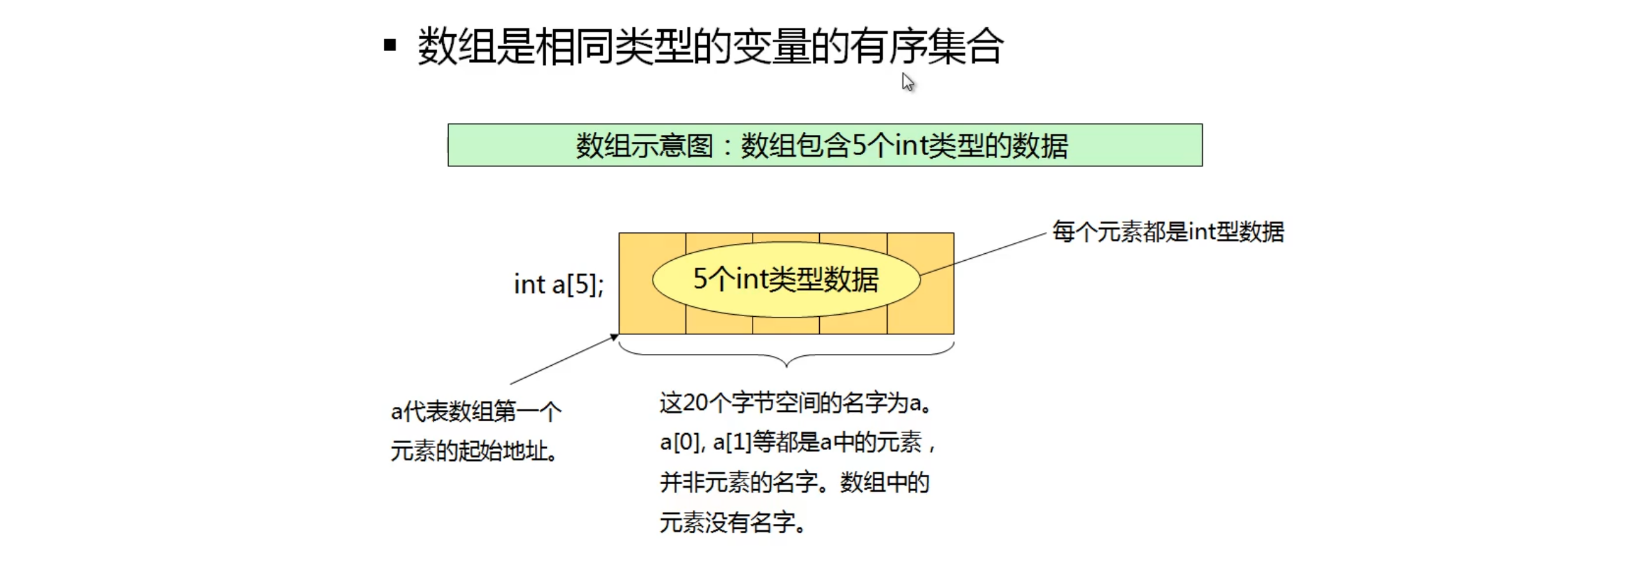 数组是相同类型的变量的有序集合
数组示意图：数组包含5个int类型的数据
每个元素都是int型数据
int a[5];
5个int类型数据
a代表数组第一个
元素的起始地址。
这20个字节空间的名字为a。
a[0], a[1]等都是a中的元素，
并非元素的名字。数组中的
元素没有名字。